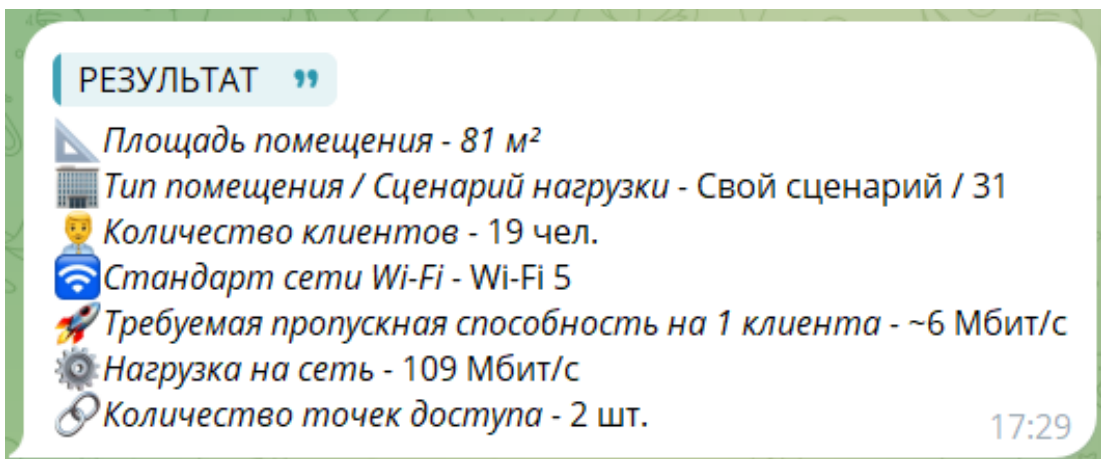 РЕЗУЛЬТАТ
Площадь помещения - 81 м²
Тип помещения / Сценарий нагрузки - Свой сценарий / 31
Количество клиентов - 19 чел.
Стандарт сети Wi-Fi - Wi-Fi 5
Требуемая пропускная способность на 1 клиента - ~6 Мбит/с
Нагрузка на сеть - 109 Мбит/с
Количество точек доступа - 2 шт.
17:29